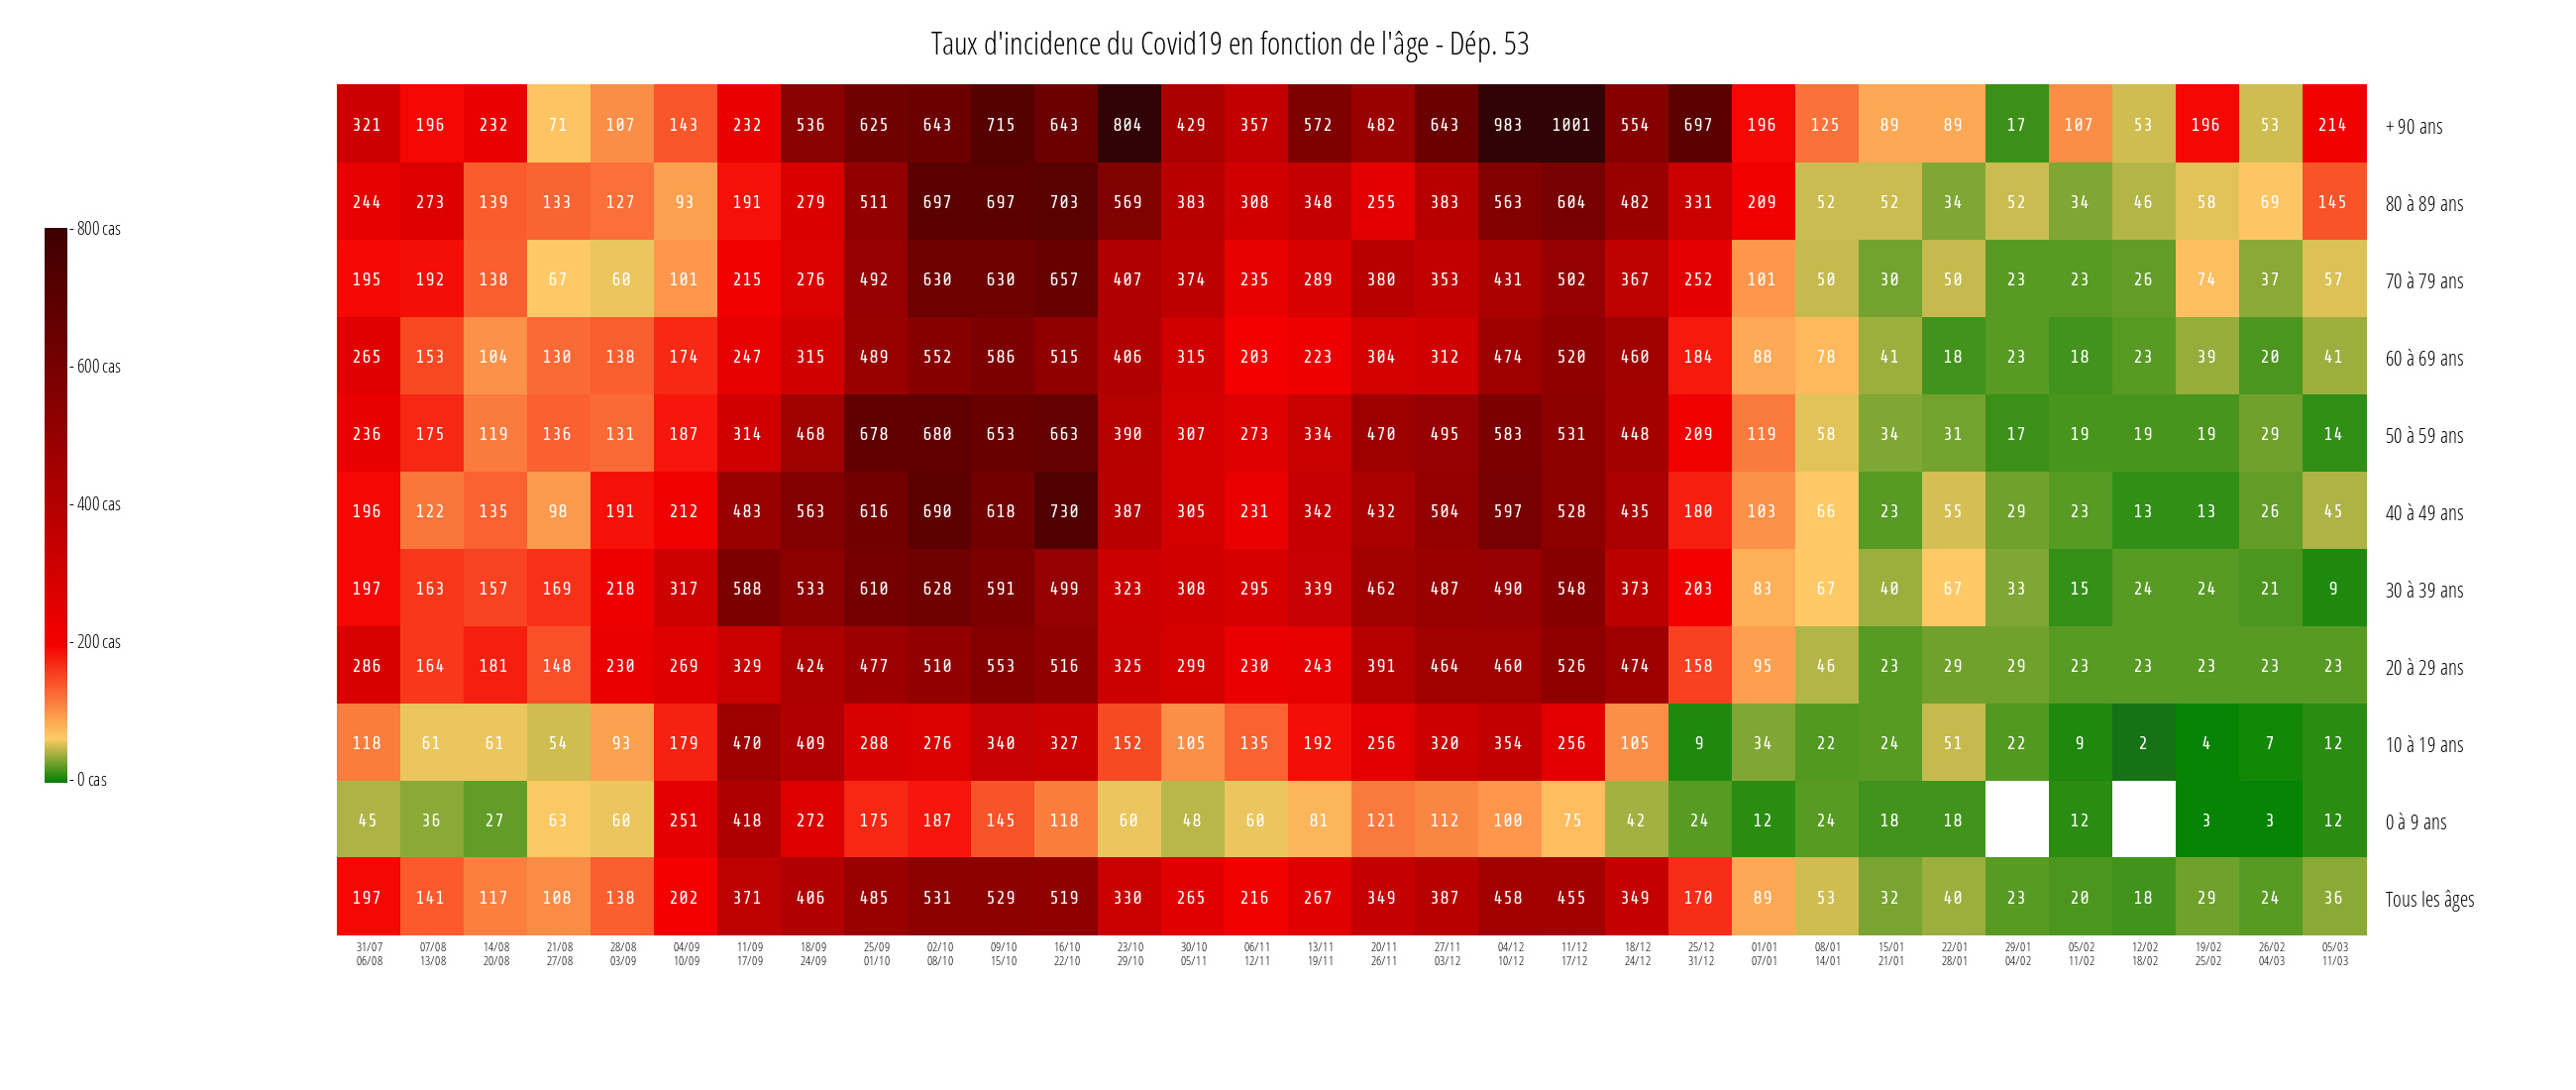 Taux d'incidence du Covid19 en fonction de l'âge - Dép. 53
321 196 232 71 107 143 232 536 625 643 715 643 804 429 357 572 482 643 983 1001 554 697 196 125 89 89 17 107 53 196 53 214 + 90 ans
244 273 139 133 127 93 191 279 511 697 697 703 569 383 308 348 255 383 563 604 482 331 209 52 52 34 52 34 46 58 69 145 80 à 89 ans
195 192 138 67 60 101 215 276 492 630 630 657 407 374 235 289 380 353 431 502 367 252 101 50 30 50 23 23 26 74 37 57 70 à 79 ans
265 153 104 130 138 174 247 315 489 552 586 515 406 315 203 223 304 312 474 520 460 184 88 78 41 18 23 18 23 39 20 41 60 à 69 ans
236 175 119 136 131 187 314 468 678 680 653 663 390 307 273 334 470 495 583 531 448 209 119 58 34 31 17 19 19 19 29 14 50 à 59 ans
196 122 135 98 191 212 483 563 616 690 618 730 387 305 231 342 432 504 597 528 435 180 103 66 23 55 29 23 13 13 26 45 40 à 49 ans
197 163 157 169 218 317 588 533 610 628 591 499 323 308 295 339 462 487 490 548 373 203 83 67 40 67 33 15 24 24 21 9 30 à 39 ans
286 164 181 148 230 269 329 424 477 510 553 516 325 299 230 243 391 464 460 526 474 158 95 46 23 29 29 23 23 23 23 23 20 à 29 ans
118 61 61 54 93 179 470 409 288 276 340 327 152 105 135 192 256 320 354 256 105 9 34 22 24 51 22 9 2 4 7 12 10 à 19 ans
45 36 27 63 60 251 418 272 175 187 145 118 60 48 60 81 121 112 100 75 42 24 12 24 18 18 12 3 3 12 0 à 9 ans
197 141 117 108 138 202 371 406 485 531 529 519 330 265 216 267 349 387 458 455 349 170 89 53 32 40 23 20 18 29 24 36 Tous les âges
31/07 07/08 14/08 21/08 28/08 04/09 11/09 18/09 25/09 02/10 09/10 16/10 23/10 30/10 06/11 13/11 20/11 27/11 04/12 11/12 18/12 25/12 01/01 08/01 15/01 22/01 29/01 05/02 12/02 19/02 26/02 05/03
06/08 13/08 20/08 27/08 03/09 10/09 17/09 24/09 01/10 08/10 15/10 22/10 29/10 05/11 12/11 19/11 26/11 03/12 10/12 17/12 24/12 31/12 07/01 14/01 21/01 28/01 04/02 11/02 18/02 25/02 04/03 11/03
- 800 cas
- 600 cas
- 400 cas
- 200 cas
- 0 cas